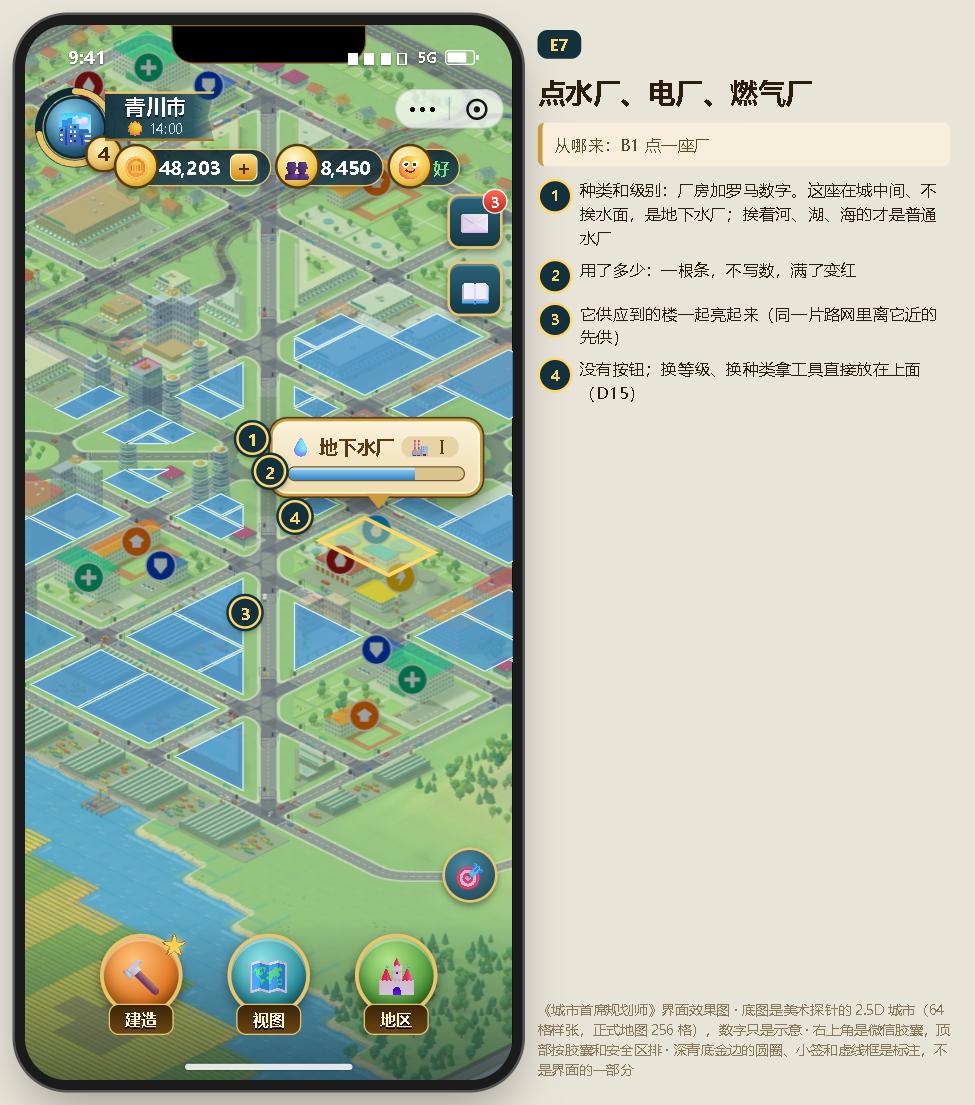 9:41
5G
青川市
14:00
4
48,203
+
8,450
好
3
1
地下水厂
I
2
4
3
建造
视图
地区
E7
点水厂、电厂、燃气厂
从哪来：B1 点一座厂
1
种类和级别：厂房加罗马数字。这座在城中间、不
挨水面，是地下水厂；挨着河、湖、海的才是普通
水厂
2
用了多少：一根条，不写数，满了变红
3
它供应到的楼一起亮起来（同一片路网里离它近的
先供）
4
没有按钮；换等级、换种类拿工具直接放在上面
（D15）
《城市首席规划师》界面效果图 · 底图是美术探针的 2.5D 城市（64
格样张，正式地图 256 格），数字只是示意 · 右上角是微信胶囊，顶
部按胶囊和安全区排 · 深青底金边的圆圈、小签和虚线框是标注，不
是界面的一部分